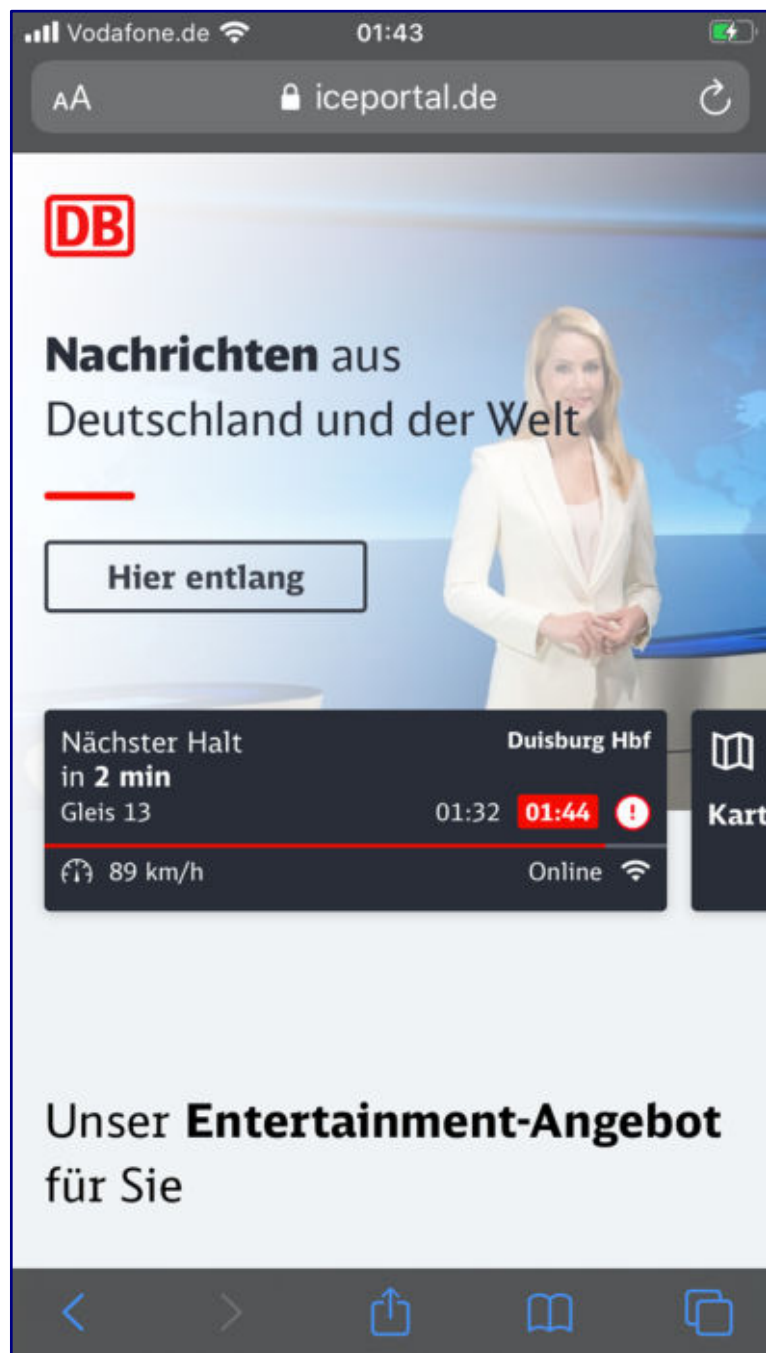 Vodafone.de 01:43
AA iceportal.de
DB
Nachrichten aus
Deutschland und der Welt
Hier entlang
Nächster Halt Duisburg Hbf
in 2 min
Gleis 13 01:32 01:44 !
Kart
89 km/h Online
Unser Entertainment-Angebot
für Sie